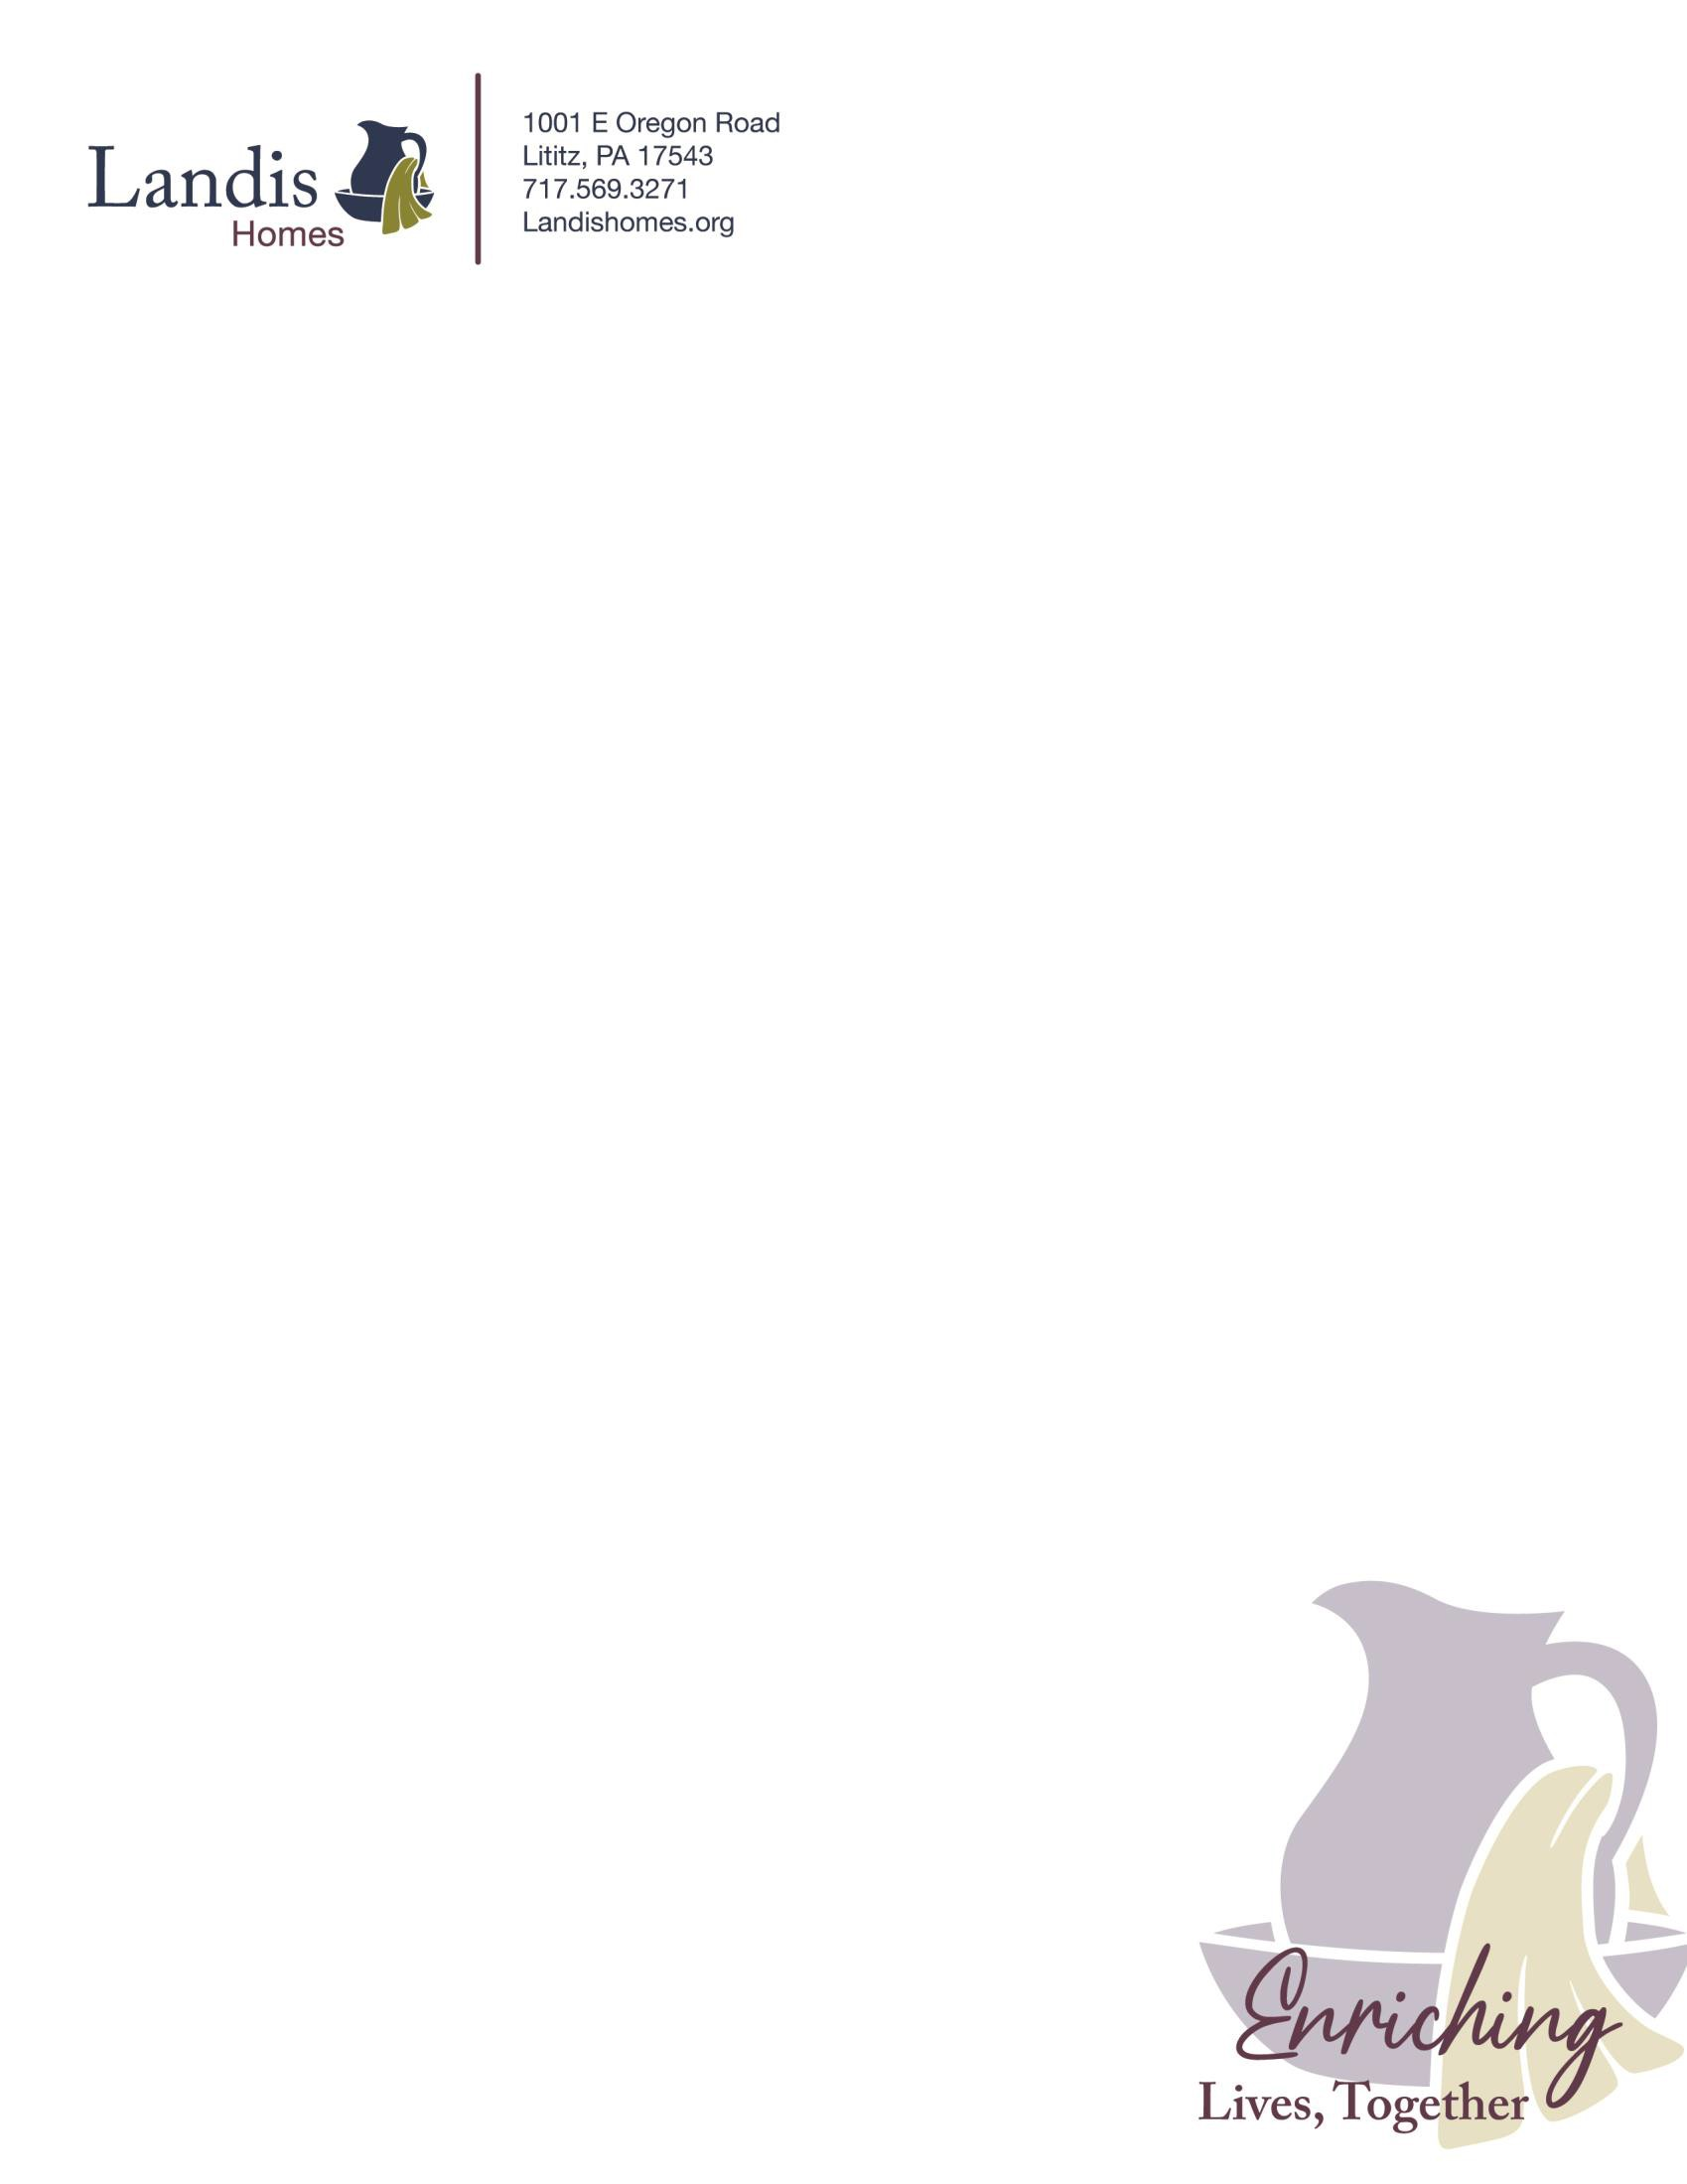 Landis
Homes
1001 E Oregon Road
Lititz, PA 17543
717.569.3271
Landishomes.org
Enriching
Lives, Together